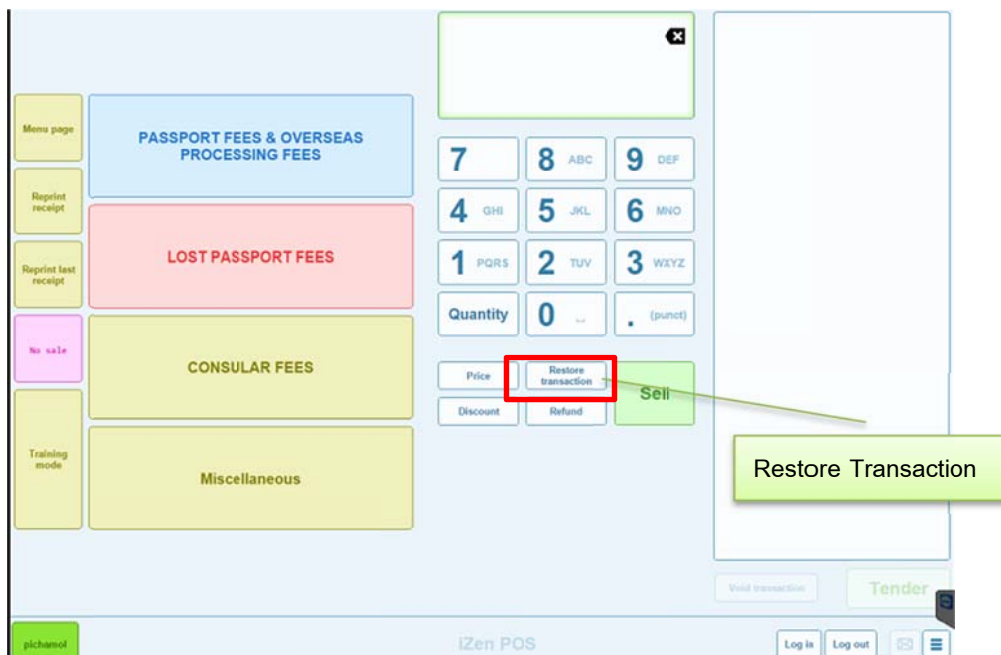 Menu page
Reprint
receipt
Reprint last
receipt
No sale
Training
mode
PASSPORT FEES & OVERSEAS
PROCESSING FEES
LOST PASSPORT FEES
CONSULAR FEES
Miscellaneous
7
8 ABC
9 DEF
4 GHI
5 JKL
6 MNO
1 PQRS
2 TUV
3 WXYZ
Quantity
0
. (punct)
Price
Restore
transaction
Sell
Discount
Refund
Restore Transaction
Void transaction
Tender
pichamol
iZen POS
Log in
Log out